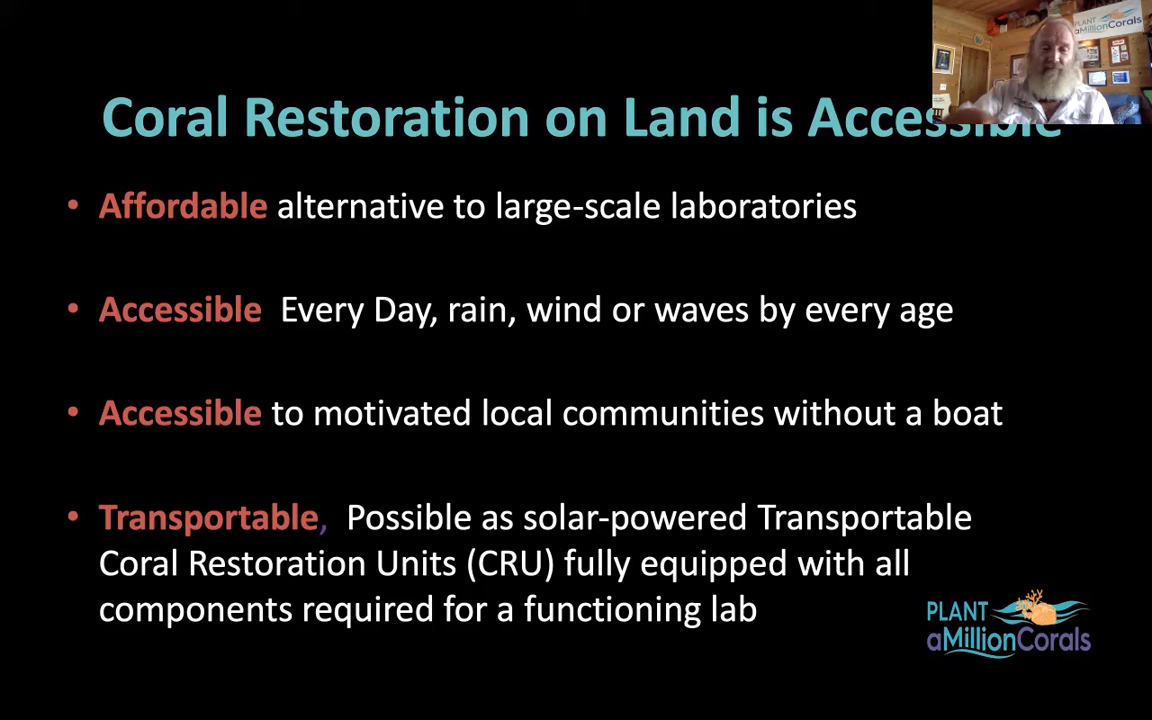 Coral Restoration on Land is Accessible
• Affordable alternative to large-scale laboratories
• Accessible Every Day, rain, wind or waves by every age
• Accessible to motivated local communities without a boat
• Transportable, Possible as solar-powered Transportable
Coral Restoration Units (CRU) fully equipped with all
components required for a functioning lab
PLANT
aMillionCorals
PLANT
aMillionCorals